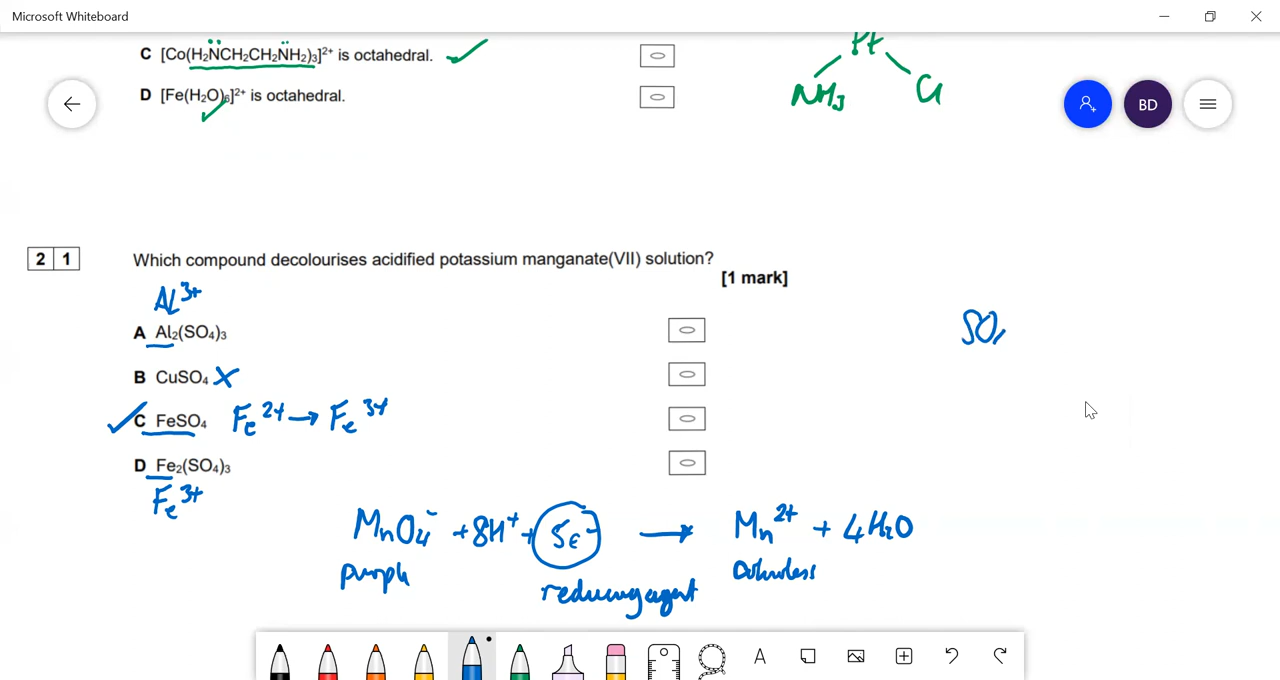 Microsoft Whiteboard
C [Co(H₂NCH₂CH₂NH₂)₃]²⁺ is octahedral.
D [Fe(H₂O)₆]²⁺ is octahedral.
Pt
NH₃ Cl
BD
2 1 Which compound decolourises acidified potassium manganate(VII) solution?
[1 mark]
Al³⁺
A Al₂(SO₄)₃
SO₄
B CuSO₄ ✗
✓ C FeSO₄ Fe²⁺ → Fe³⁺
D Fe₂(SO₄)₃
Fe³⁺
MnO₄⁻ + 8H⁺ + 5e⁻ → Mn²⁺ + 4H₂O
purple reducing agent colourless
A